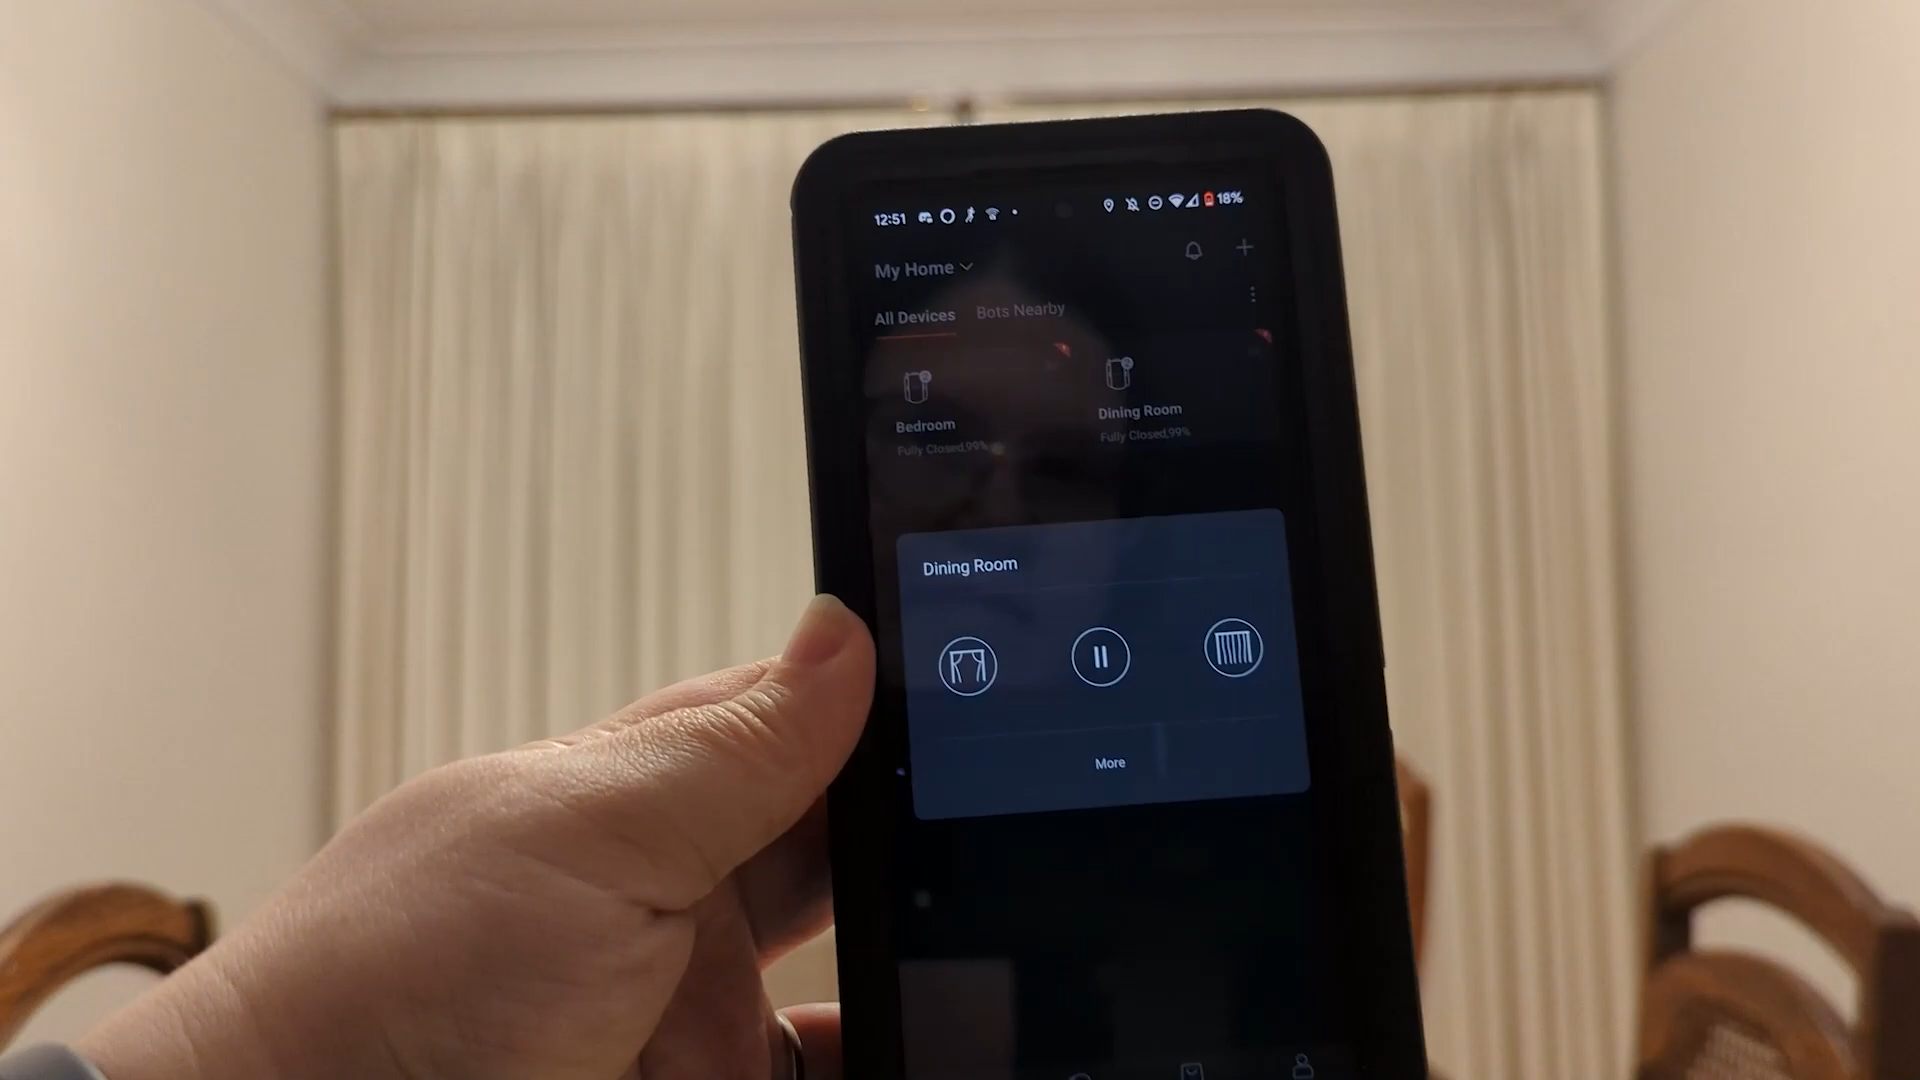 12:51
18%
My Home
All Devices Bots Nearby
Bedroom
Fully Closed,99%
Dining Room
Fully Closed,99%
Dining Room
More